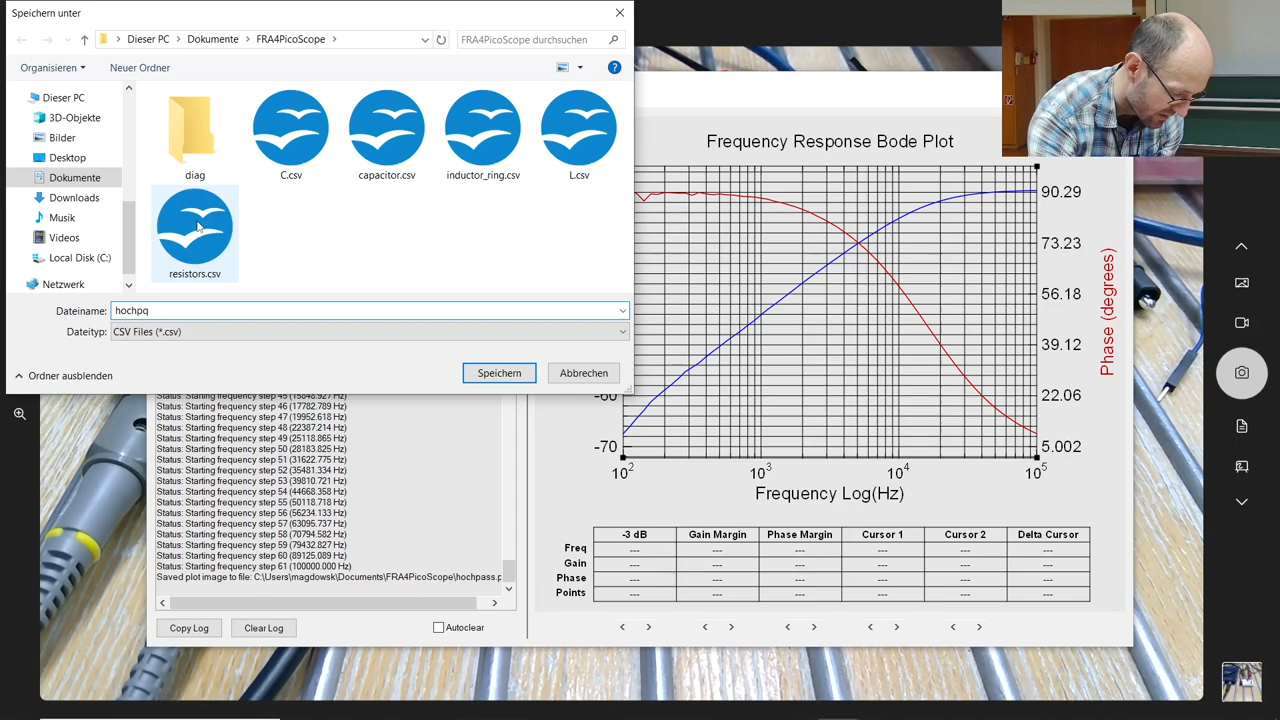 Speichern unter
Dieser PC
Dokumente
FRA4PicoScope
FRA4PicoScope durchsuchen
Organisieren
Neuer Ordner
Dieser PC
3D-Objekte
Bilder
Desktop
Dokumente
Downloads
Musik
Videos
Local Disk (C:)
Netzwerk
diag
C.csv
capacitor.csv
inductor_ring.csv
L.csv
resistors.csv
Dateiname:
hochpq
Dateityp:
CSV Files (*.csv)
Ordner ausblenden
Speichern
Abbrechen
Status: Starting frequency step 45 (15848.927 Hz)
Status: Starting frequency step 46 (17782.789 Hz)
Status: Starting frequency step 47 (19952.618 Hz)
Status: Starting frequency step 48 (22387.214 Hz)
Status: Starting frequency step 49 (25118.865 Hz)
Status: Starting frequency step 50 (28183.825 Hz)
Status: Starting frequency step 51 (31622.775 Hz)
Status: Starting frequency step 52 (35481.334 Hz)
Status: Starting frequency step 53 (39810.721 Hz)
Status: Starting frequency step 54 (44668.358 Hz)
Status: Starting frequency step 55 (50118.718 Hz)
Status: Starting frequency step 56 (56234.133 Hz)
Status: Starting frequency step 57 (63095.737 Hz)
Status: Starting frequency step 58 (70794.582 Hz)
Status: Starting frequency step 59 (79432.827 Hz)
Status: Starting frequency step 60 (89125.089 Hz)
Status: Starting frequency step 61 (100000.000 Hz)
Saved plot image to file: C:\Users\magdowsk\Documents\FRA4PicoScope\hochpass.p
Copy Log
Clear Log
Autoclear
Frequency Response Bode Plot
90.29
73.23
56.18
39.12
22.06
5.002
Phase (degrees)
-60
-70
10^2
10^3
10^4
10^5
Frequency Log(Hz)
-3 dB Gain Margin Phase Margin Cursor 1 Cursor 2 Delta Cursor
Freq --- --- --- --- --- ---
Gain --- --- --- --- --- ---
Phase --- --- --- --- --- ---
Points --- --- --- --- --- ---